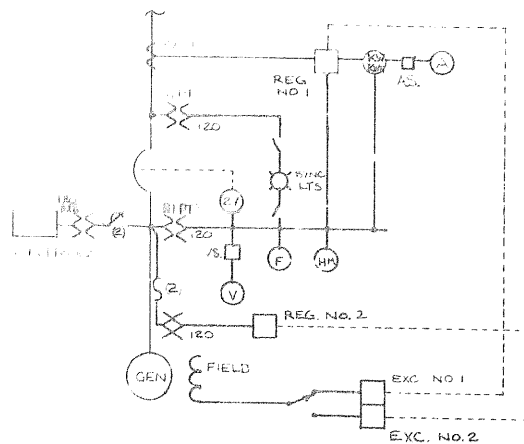 REG
NO 1
KW
A.S.
A
120
SYNC
LTS
27
120
(2)
F
HM
V
(2)
REG. NO. 2
120
GEN
FIELD
EXC NO 1
EXC. NO. 2